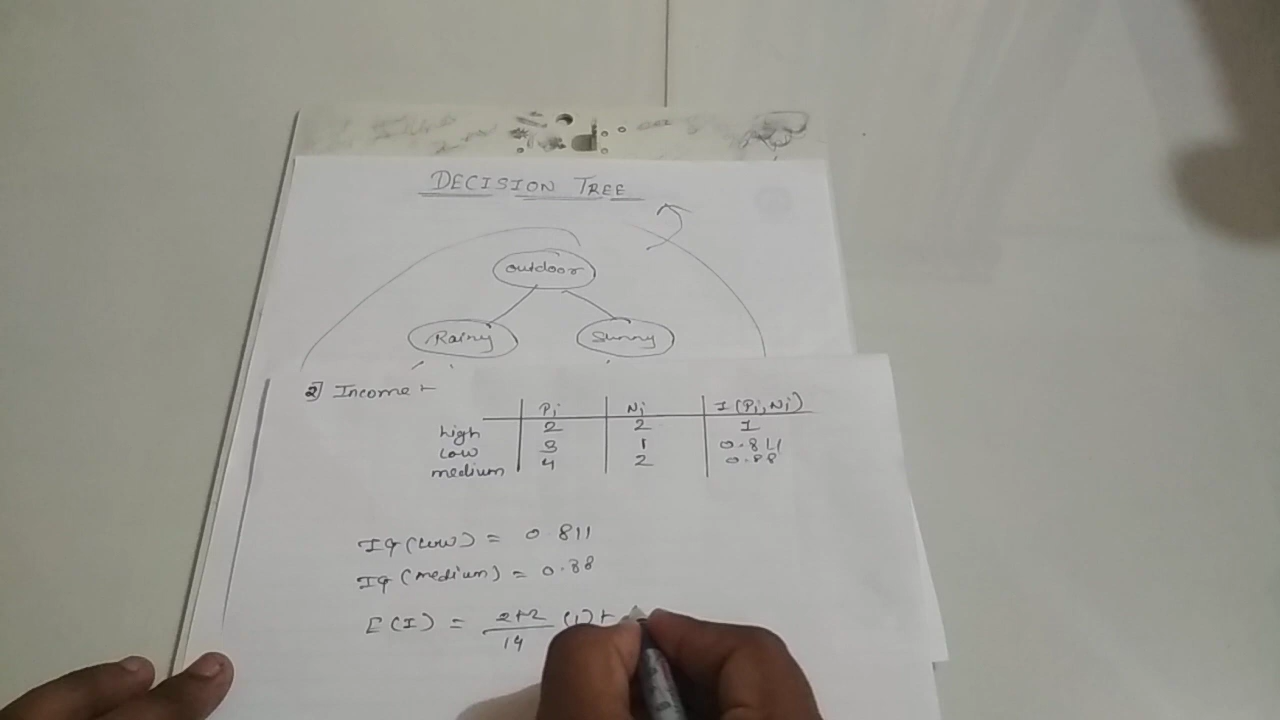 DECISION TREE
outdoor
Rainy Sunny
2] Income
Pi Ni I(Pi,Ni)
high 2 2 1
low 3 1 0.811
medium 4 2 0.88
IG(low) = 0.811
IG(medium) = 0.88
E(I) = 2+2/14 (1)+